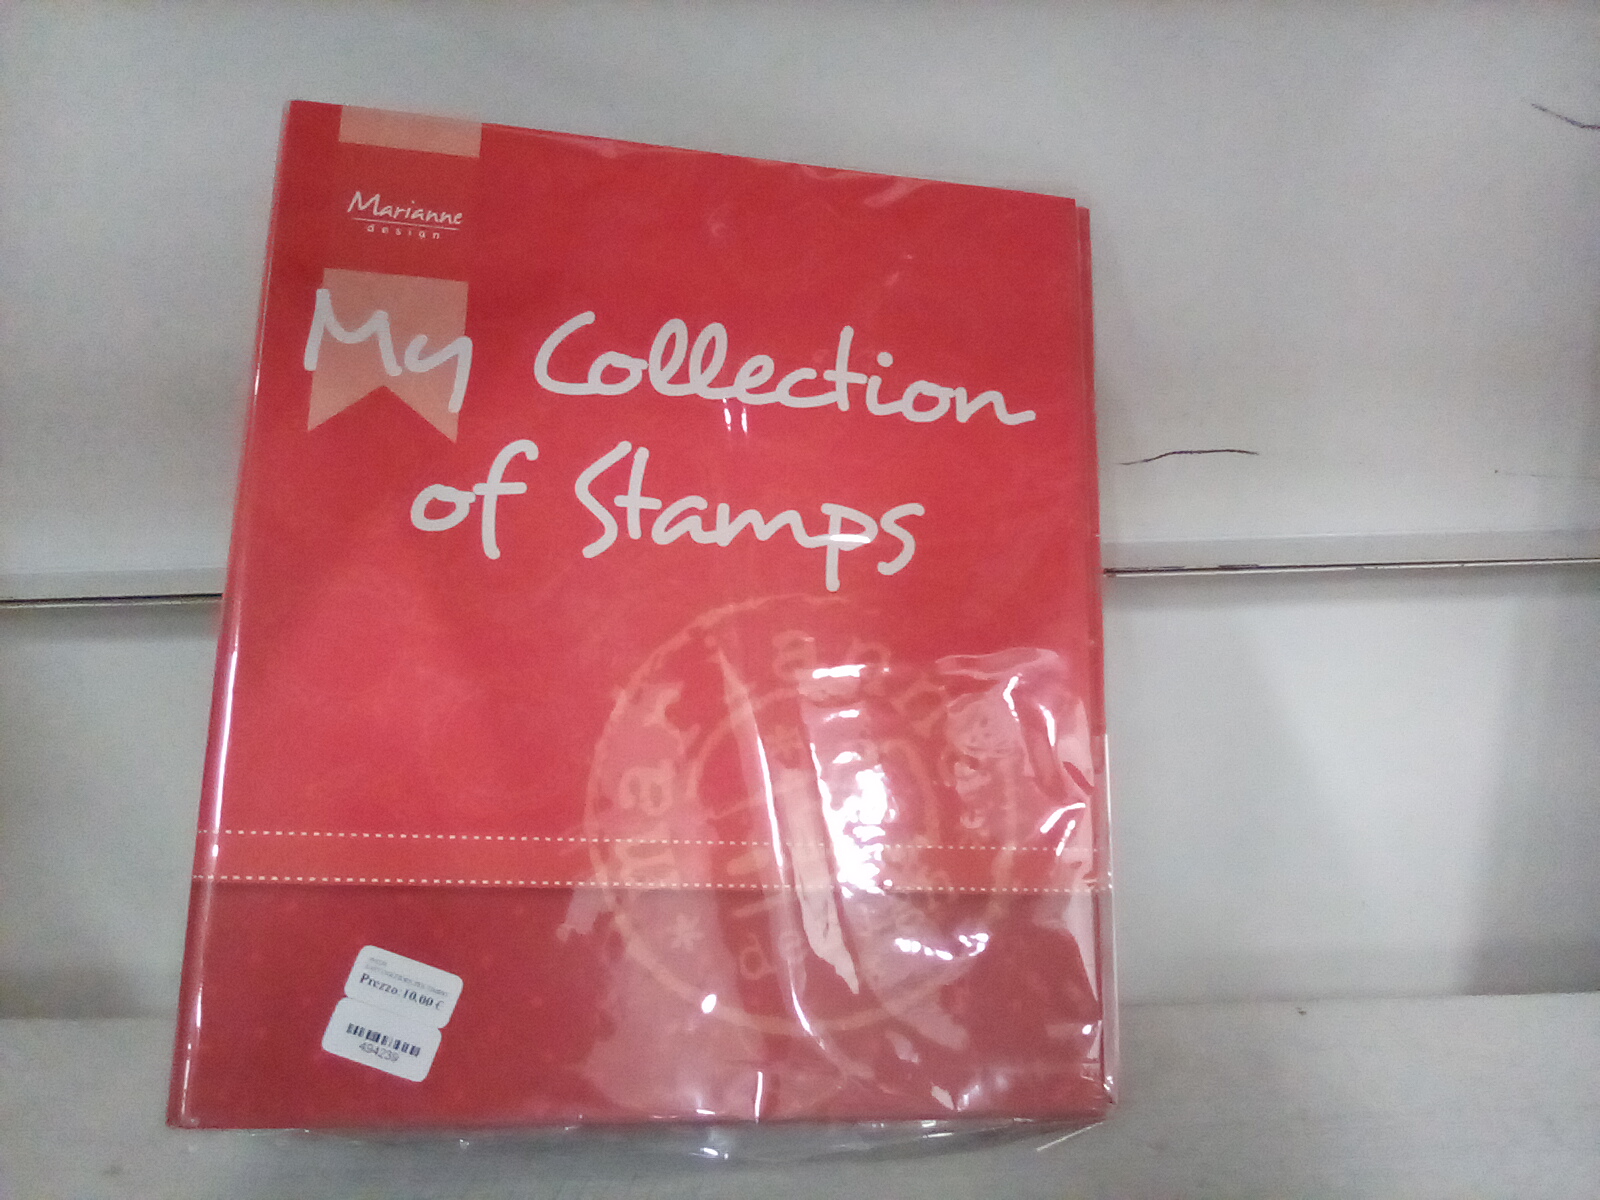 Marianne
design
My Collection
of Stamps
Prezzo: 10,00 €
494239